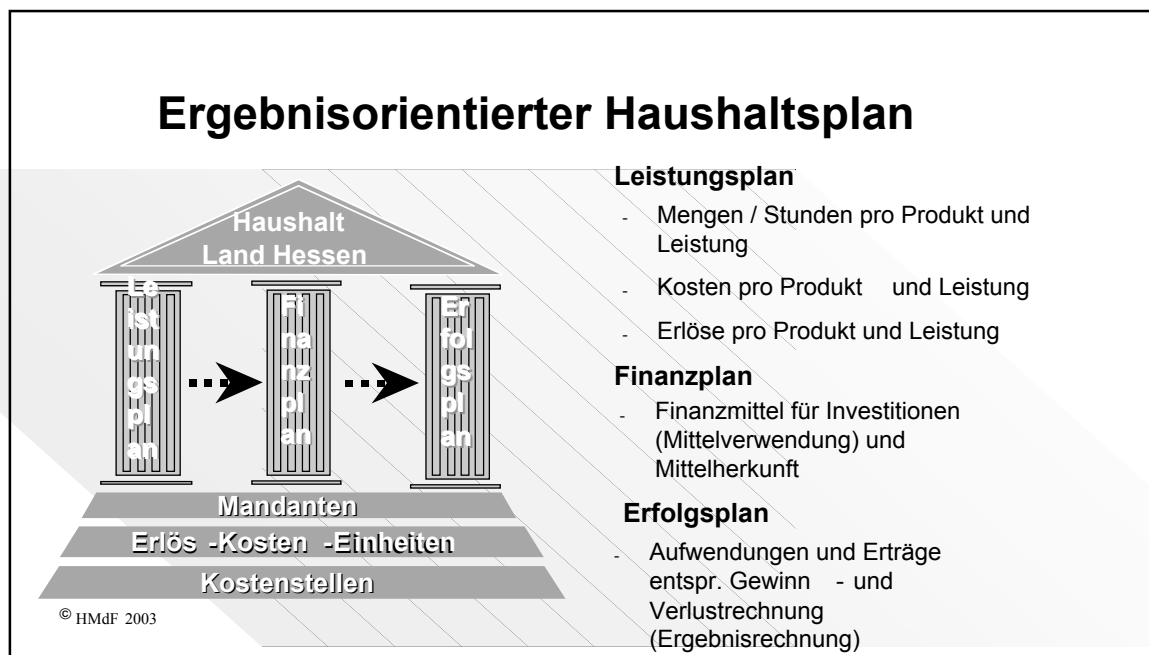 Ergebnisorientierter Haushaltsplan
Haushalt
Land Hessen
Le
ist
un
gs
pl
an
Fi
na
nz
pl
an
Er
fol
gs
pl
an
Mandanten
Erlös -Kosten -Einheiten
Kostenstellen
© HMdF 2003
Leistungsplan
- Mengen / Stunden pro Produkt und
Leistung
- Kosten pro Produkt und Leistung
- Erlöse pro Produkt und Leistung
Finanzplan
- Finanzmittel für Investitionen
(Mittelverwendung) und
Mittelherkunft
Erfolgsplan
- Aufwendungen und Erträge
entspr. Gewinn - und
Verlustrechnung
(Ergebnisrechnung)